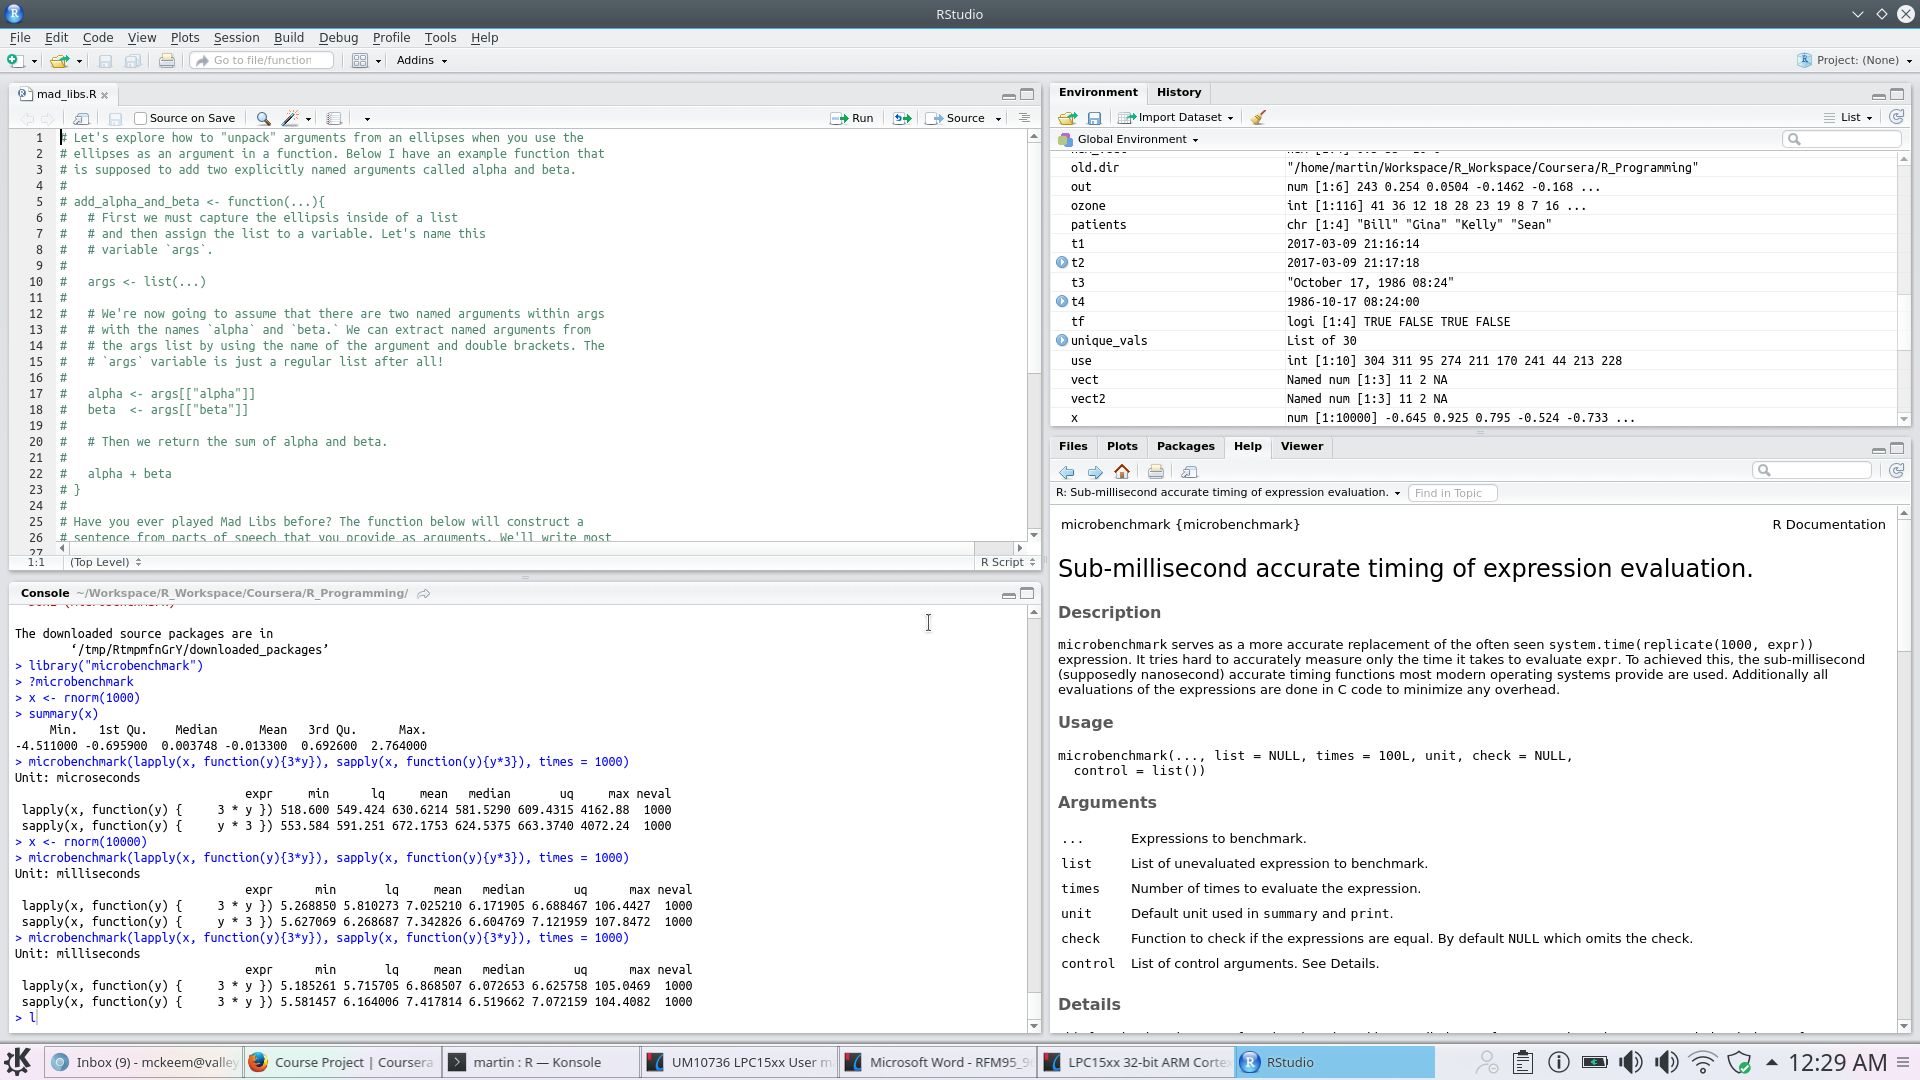 RStudio
File Edit Code View Plots Session Build Debug Profile Tools Help
Go to file/function Addins Project: (None)
mad_libs.R
Source on Save Run Source
1 # Let's explore how to "unpack" arguments from an ellipses when you use the
2 # ellipses as an argument in a function. Below I have an example function that
3 # is supposed to add two explicitly named arguments called alpha and beta.
4 #
5 # add_alpha_and_beta <- function(...){
6 #   # First we must capture the ellipsis inside of a list
7 #   # and then assign the list to a variable. Let's name this
8 #   # variable `args`.
9 #
10 #   args <- list(...)
11 #
12 #   # We're now going to assume that there are two named arguments within args
13 #   # with the names `alpha` and `beta.` We can extract named arguments from
14 #   # the args list by using the name of the argument and double brackets. The
15 #   # `args` variable is just a regular list after all!
16 #
17 #   alpha <- args[["alpha"]]
18 #   beta  <- args[["beta"]]
19 #
20 #   # Then we return the sum of alpha and beta.
21 #
22 #   alpha + beta
23 # }
24 #
25 # Have you ever played Mad Libs before? The function below will construct a
26 # sentence from parts of speech that you provide as arguments. We'll write most
27
1:1 (Top Level) R Script
Console ~/Workspace/R_Workspace/Coursera/R_Programming/
The downloaded source packages are in
‘/tmp/RtmpmfnGrY/downloaded_packages’
> library("microbenchmark")
> ?microbenchmark
> x <- rnorm(1000)
> summary(x)
Min. 1st Qu. Median Mean 3rd Qu. Max.
-4.511000 -0.695900 0.003748 -0.013300 0.692600 2.764000
> microbenchmark(lapply(x, function(y){3*y}), sapply(x, function(y){y*3}), times = 1000)
Unit: microseconds
expr min lq mean median uq max neval
lapply(x, function(y) { 3 * y }) 518.600 549.424 630.6214 581.5290 609.4315 4162.88 1000
sapply(x, function(y) { y * 3 }) 553.584 591.251 672.1753 624.5375 663.3740 4072.24 1000
> x <- rnorm(10000)
> microbenchmark(lapply(x, function(y){3*y}), sapply(x, function(y){y*3}), times = 1000)
Unit: milliseconds
expr min lq mean median uq max neval
lapply(x, function(y) { 3 * y }) 5.268850 5.810273 7.025210 6.171905 6.688467 106.4427 1000
sapply(x, function(y) { y * 3 }) 5.627069 6.268687 7.342826 6.604769 7.121959 107.8472 1000
> microbenchmark(lapply(x, function(y){3*y}), sapply(x, function(y){3*y}), times = 1000)
Unit: milliseconds
expr min lq mean median uq max neval
lapply(x, function(y) { 3 * y }) 5.185261 5.715705 6.868507 6.072653 6.625758 105.0469 1000
sapply(x, function(y) { 3 * y }) 5.581457 6.164006 7.417814 6.519662 7.072159 104.4082 1000
> l
Environment History
Import Dataset List
Global Environment
old.dir "/home/martin/Workspace/R_Workspace/Coursera/R_Programming"
out num [1:6] 243 0.254 0.0504 -0.1462 -0.168 ...
ozone int [1:116] 41 36 12 18 28 23 19 8 7 16 ...
patients chr [1:4] "Bill" "Gina" "Kelly" "Sean"
t1 2017-03-09 21:16:14
t2 2017-03-09 21:17:18
t3 "October 17, 1986 08:24"
t4 1986-10-17 08:24:00
tf logi [1:4] TRUE FALSE TRUE FALSE
unique_vals List of 30
use int [1:10] 304 311 95 274 211 170 241 44 213 228
vect Named num [1:3] 11 2 NA
vect2 Named num [1:3] 11 2 NA
x num [1:10000] -0.645 0.925 0.795 -0.524 -0.733 ...
Files Plots Packages Help Viewer
R: Sub-millisecond accurate timing of expression evaluation. Find in Topic
microbenchmark {microbenchmark} R Documentation
Sub-millisecond accurate timing of expression evaluation.
Description
microbenchmark serves as a more accurate replacement of the often seen system.time(replicate(1000, expr))
expression. It tries hard to accurately measure only the time it takes to evaluate expr. To achieved this, the sub-millisecond
(supposedly nanosecond) accurate timing functions most modern operating systems provide are used. Additionally all
evaluations of the expressions are done in C code to minimize any overhead.
Usage
microbenchmark(..., list = NULL, times = 100L, unit, check = NULL,
control = list())
Arguments
... Expressions to benchmark.
list List of unevaluated expression to benchmark.
times Number of times to evaluate the expression.
unit Default unit used in summary and print.
check Function to check if the expressions are equal. By default NULL which omits the check.
control List of control arguments. See Details.
Details
Inbox (9) - mckeem@valley Course Project | Coursera martin : R — Konsole UM10736 LPC15xx User m Microsoft Word - RFM95_9 LPC15xx 32-bit ARM Corte RStudio 12:29 AM